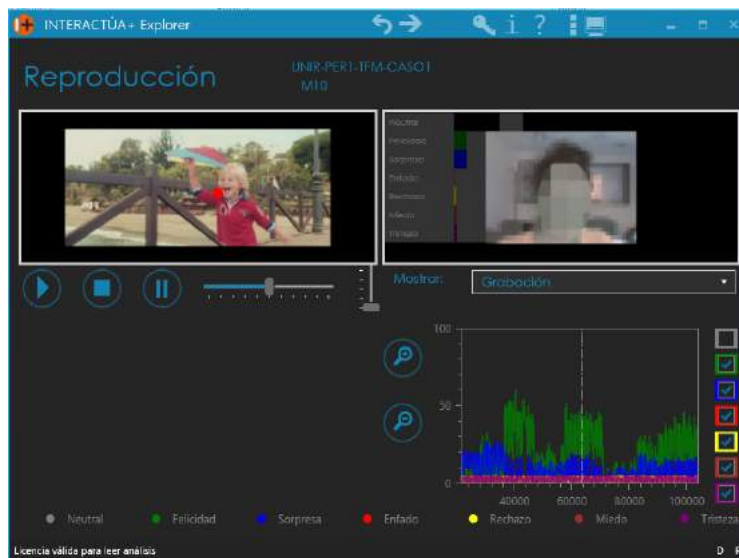 INTERACTÚA+ Explorer
Reproducción
UNIR-PER1-TFM-CASO1
M10
Neutral
Felicidad
Sorpresa
Enfado
Rechazo
Miedo
Tristeza
Mostrar:
Grabación
100
50
0
40000
60000
80000
100000
Neutral
Felicidad
Sorpresa
Enfado
Rechazo
Miedo
Tristeza
Licencia válida para leer análisis
D